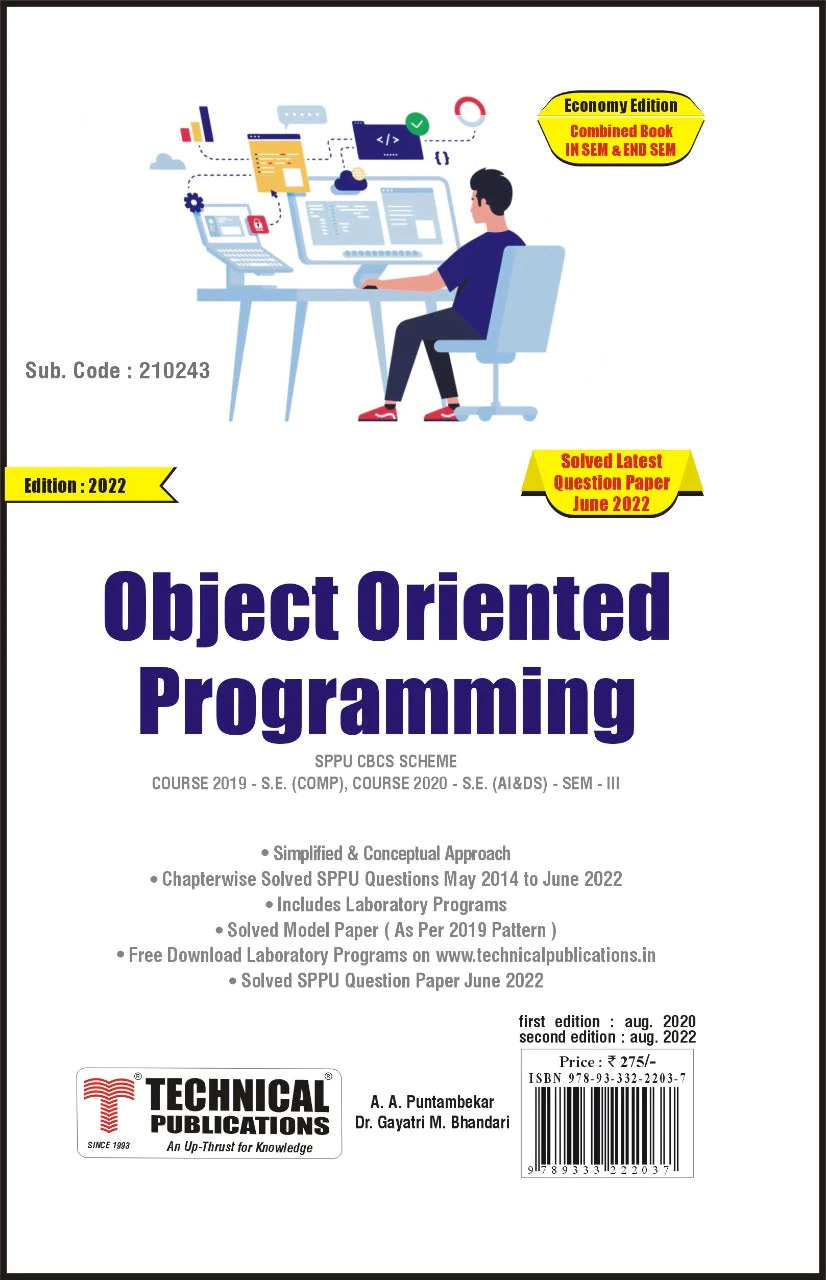 Economy Edition
Combined Book
IN SEM & END SEM
</>
{}
Sub. Code : 210243
Edition : 2022
Solved Latest
Question Paper
June 2022
Object Oriented
Programming
SPPU CBCS SCHEME
COURSE 2019 - S.E. (COMP), COURSE 2020 - S.E. (AI&DS) - SEM - III
• Simplified & Conceptual Approach
• Chapterwise Solved SPPU Questions May 2014 to June 2022
• Includes Laboratory Programs
• Solved Model Paper ( As Per 2019 Pattern )
• Free Download Laboratory Programs on www.technicalpublications.in
• Solved SPPU Question Paper June 2022
first edition : aug. 2020
second edition : aug. 2022
Price : ₹ 275/-
ISBN 978-93-332-2203-7
9 789333 222037
® TECHNICAL®
PUBLICATIONS
SINCE 1993 An Up-Thrust for Knowledge
A. A. Puntambekar
Dr. Gayatri M. Bhandari